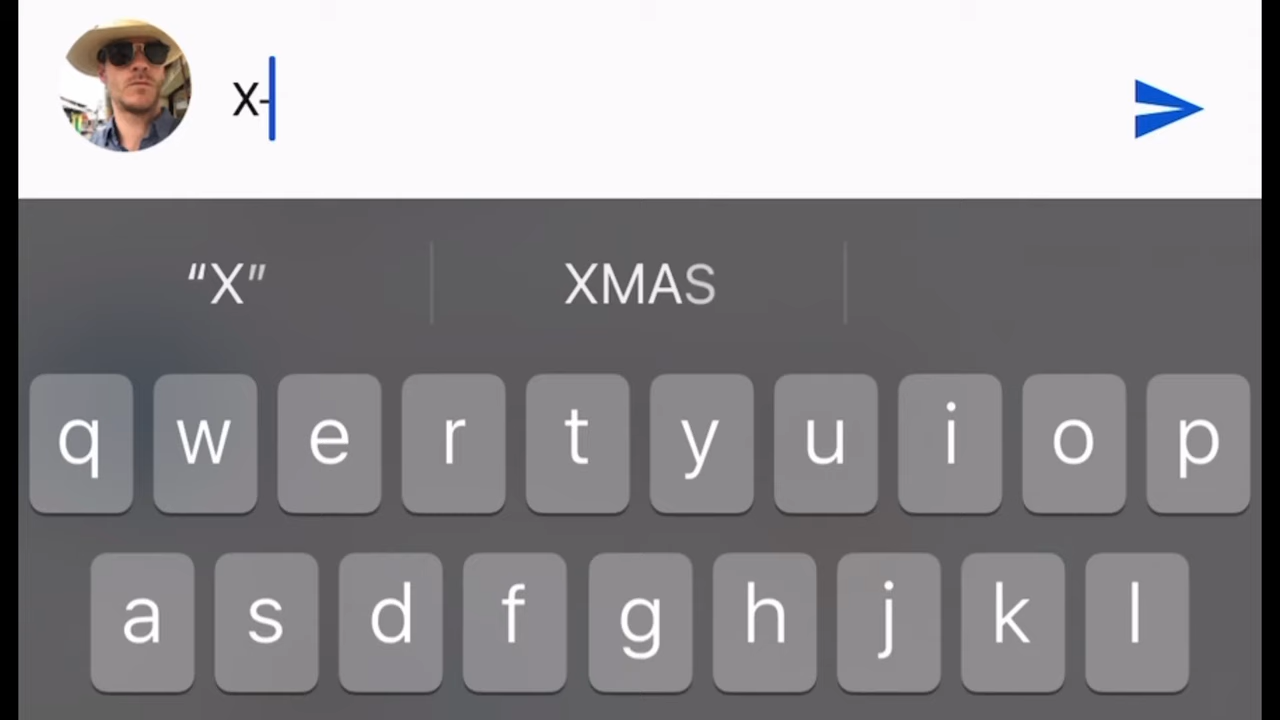 X-
“X” XMAS
q w e r t y u i o p
a s d f g h j k l